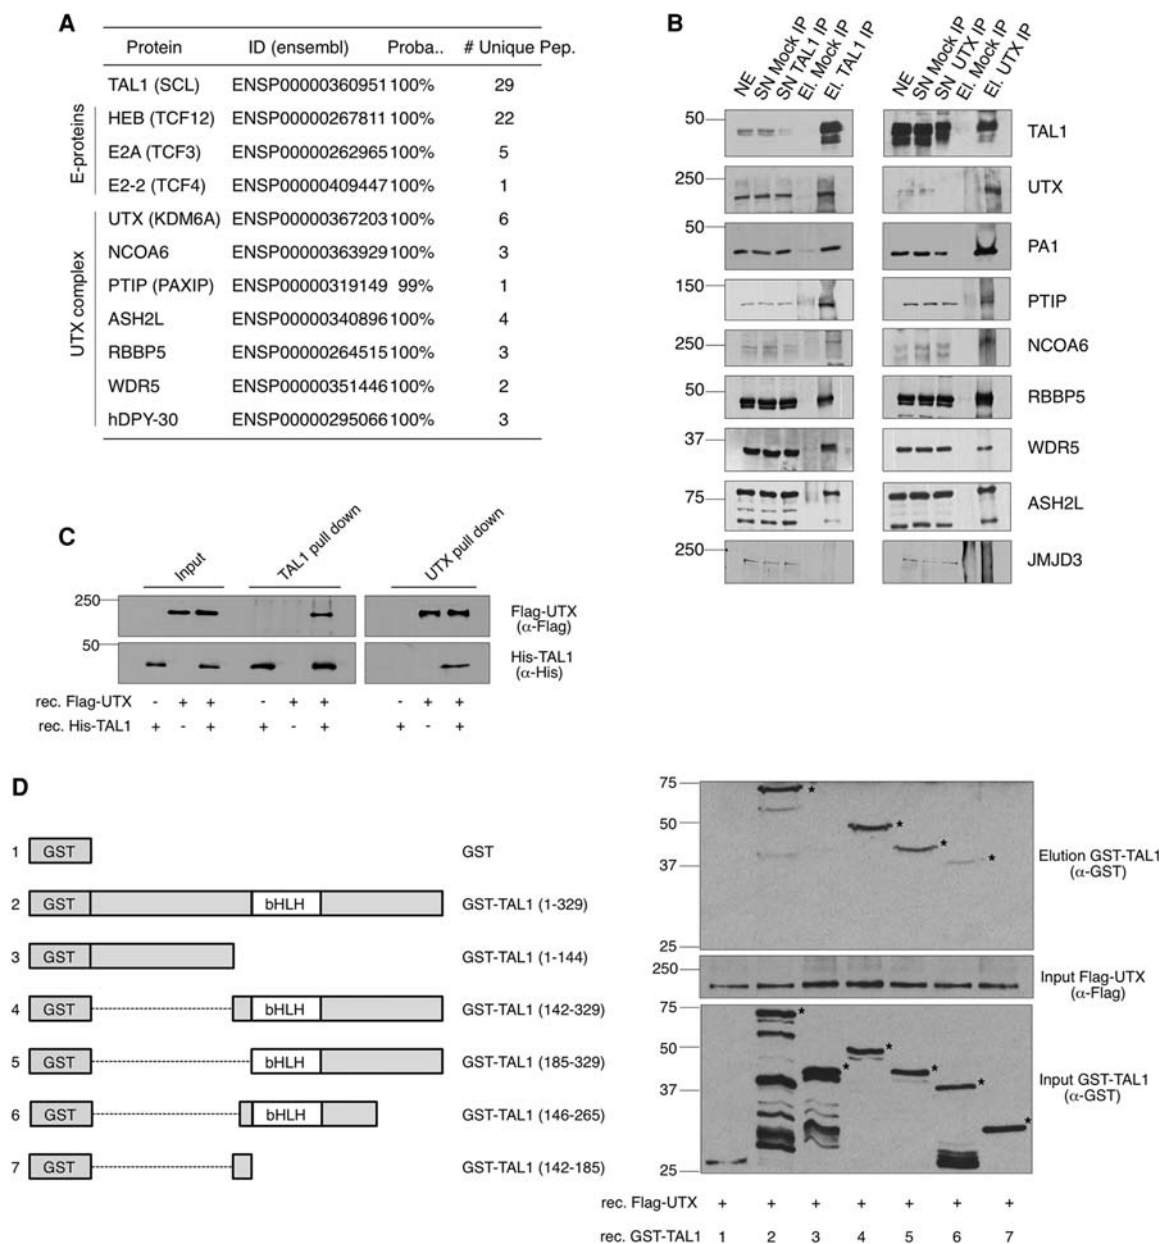 A
Protein ID (ensembl) Proba.. # Unique Pep.
TAL1 (SCL) ENSP00000360951 100% 29
E-proteins
HEB (TCF12) ENSP00000267811 100% 22
E2A (TCF3) ENSP00000262965 100% 5
E2-2 (TCF4) ENSP00000409447 100% 1
UTX complex
UTX (KDM6A) ENSP00000367203 100% 6
NCOA6 ENSP00000363929 100% 3
PTIP (PAXIP) ENSP00000319149 99% 1
ASH2L ENSP00000340896 100% 4
RBBP5 ENSP00000264515 100% 3
WDR5 ENSP00000351446 100% 2
hDPY-30 ENSP00000295066 100% 3
B
NE SN Mock IP SN TAL1 IP El. Mock IP El. TAL1 IP NE SN Mock IP SN UTX IP El. Mock IP El. UTX IP
50 TAL1
250 UTX
50 PA1
150 PTIP
250 NCOA6
50 RBBP5
37 WDR5
75 ASH2L
250 JMJD3
C
Input TAL1 pull down UTX pull down
250 Flag-UTX
(α-Flag)
50 His-TAL1
(α-His)
rec. Flag-UTX - + + - + + - + +
rec. His-TAL1 + - + + - + + - +
D
1 GST GST
2 GST bHLH GST-TAL1 (1-329)
3 GST GST-TAL1 (1-144)
4 GST bHLH GST-TAL1 (142-329)
5 GST bHLH GST-TAL1 (185-329)
6 GST bHLH GST-TAL1 (146-265)
7 GST GST-TAL1 (142-185)
75 *
50 *
*
37 *
Elution GST-TAL1
(α-GST)
25
250 Input Flag-UTX
(α-Flag)
75 *
50 *
* *
37 *
Input GST-TAL1
(α-GST)
*
25
rec. Flag-UTX + + + + + + +
rec. GST-TAL1 1 2 3 4 5 6 7